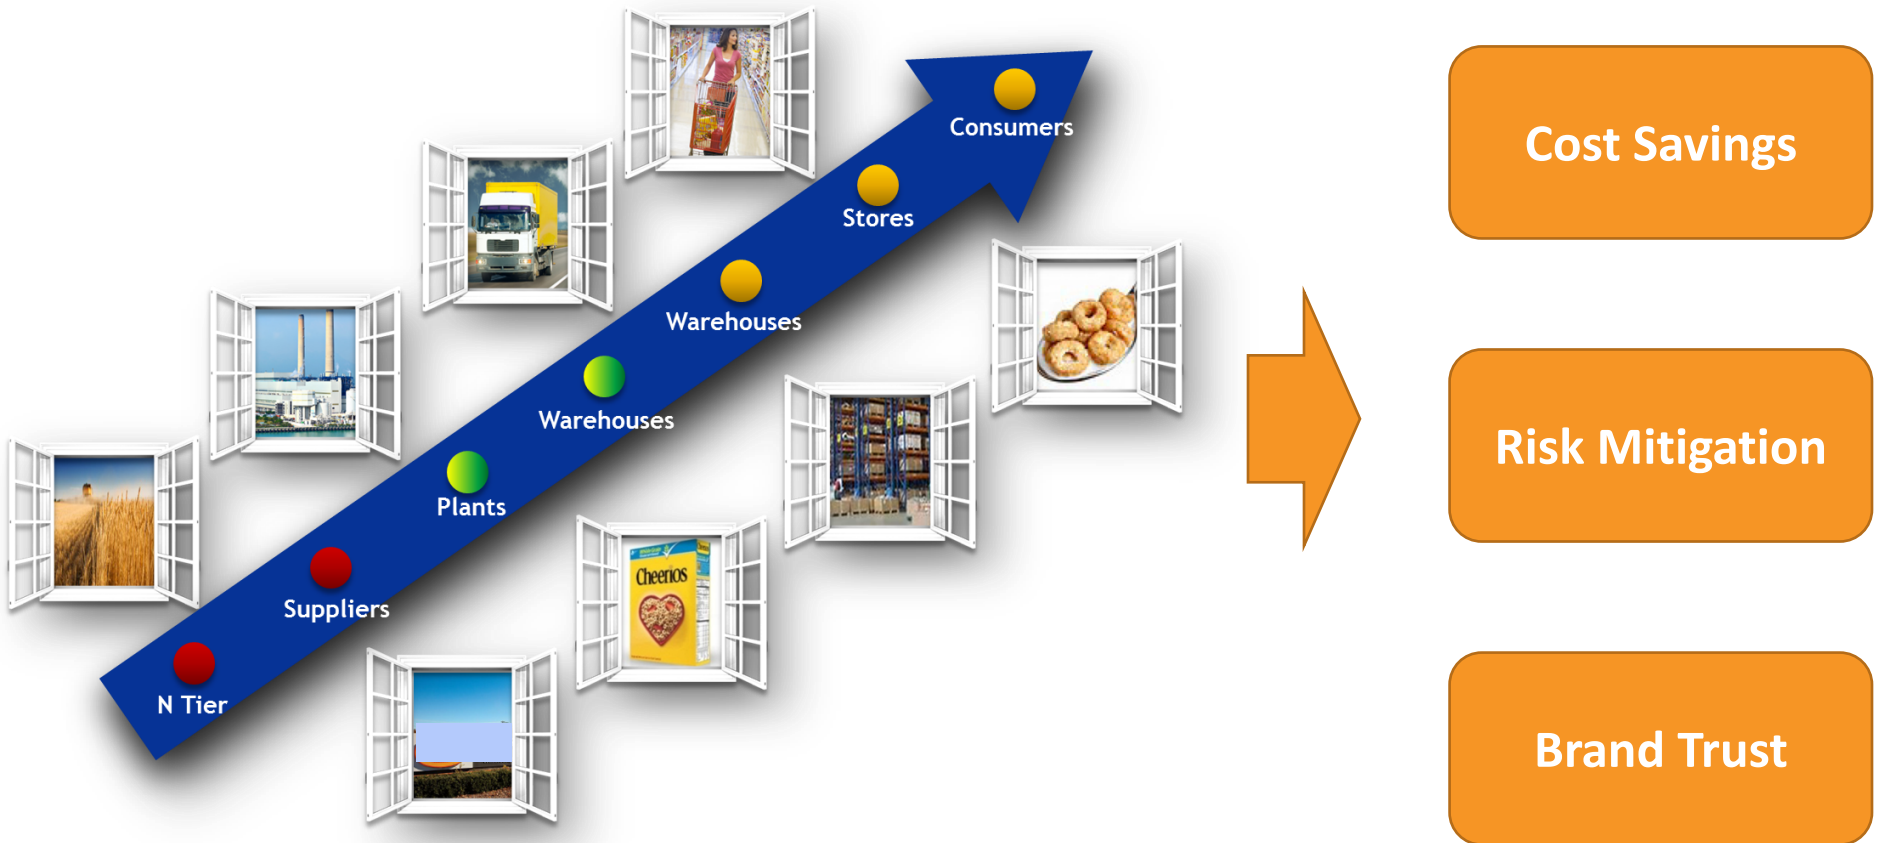 Consumers
Stores
Warehouses
Warehouses
Plants
Suppliers
N Tier
Cheerios
Cost Savings
Risk Mitigation
Brand Trust